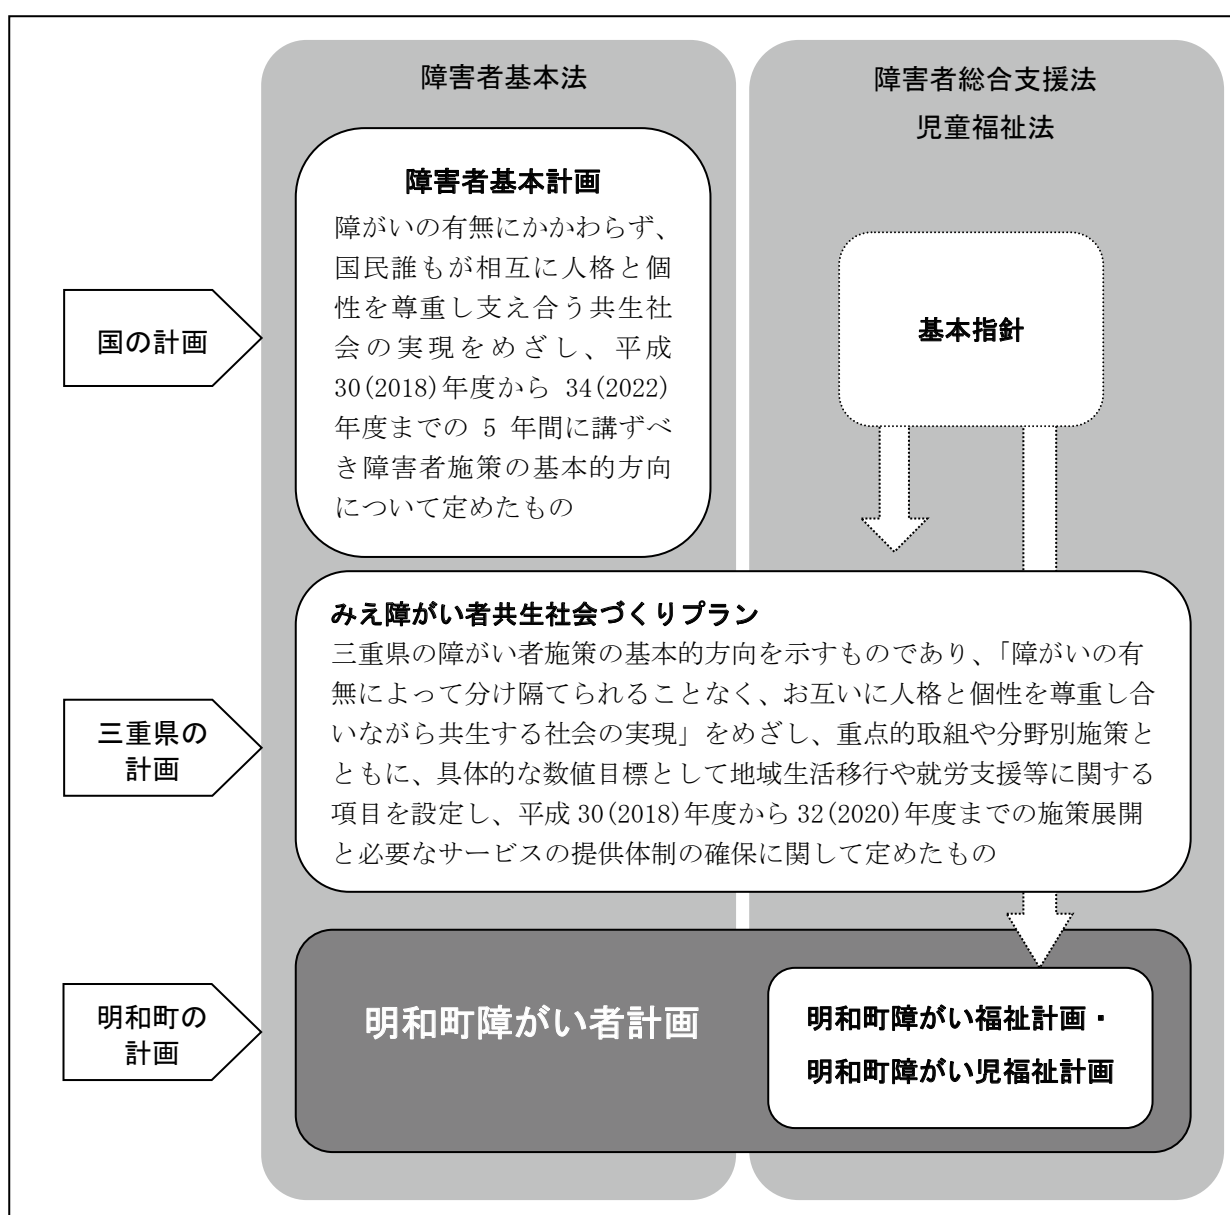 障害者基本法
障害者総合支援法
児童福祉法
国の計画
障害者基本計画
障がいの有無にかかわらず、
国民誰もが相互に人格と個
性を尊重し支え合う共生社
会の実現をめざし、平成
30(2018)年度から 34(2022)
年度までの 5 年間に講ずべ
き障害者施策の基本的方向
について定めたもの
基本指針
三重県の
計画
みえ障がい者共生社会づくりプラン
三重県の障がい者施策の基本的方向を示すものであり、「障がいの有
無によって分け隔てられることなく、お互いに人格と個性を尊重し合
いながら共生する社会の実現」をめざし、重点的取組や分野別施策と
ともに、具体的な数値目標として地域生活移行や就労支援等に関する
項目を設定し、平成 30(2018)年度から 32(2020)年度までの施策展開
と必要なサービスの提供体制の確保に関して定めたもの
明和町の
計画
明和町障がい者計画
明和町障がい福祉計画・
明和町障がい児福祉計画